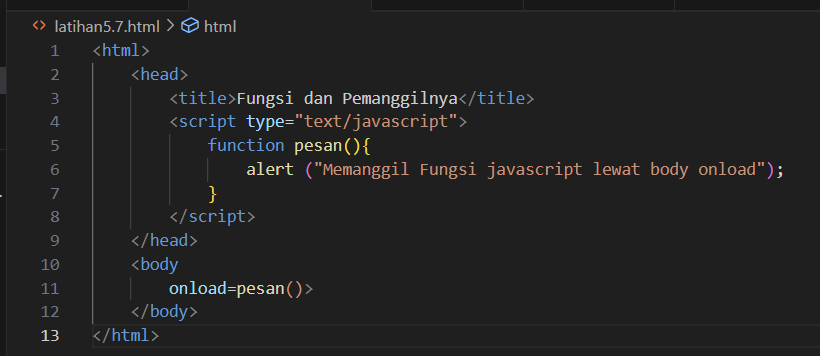 latihan5.7.html > html
1 <html>
2     <head>
3         <title>Fungsi dan Pemanggilnya</title>
4         <script type="text/javascript">
5             function pesan(){
6                 alert ("Memanggil Fungsi javascript lewat body onload");
7             }
8         </script>
9     </head>
10     <body
11         onload=pesan()>
12     </body>
13 </html>